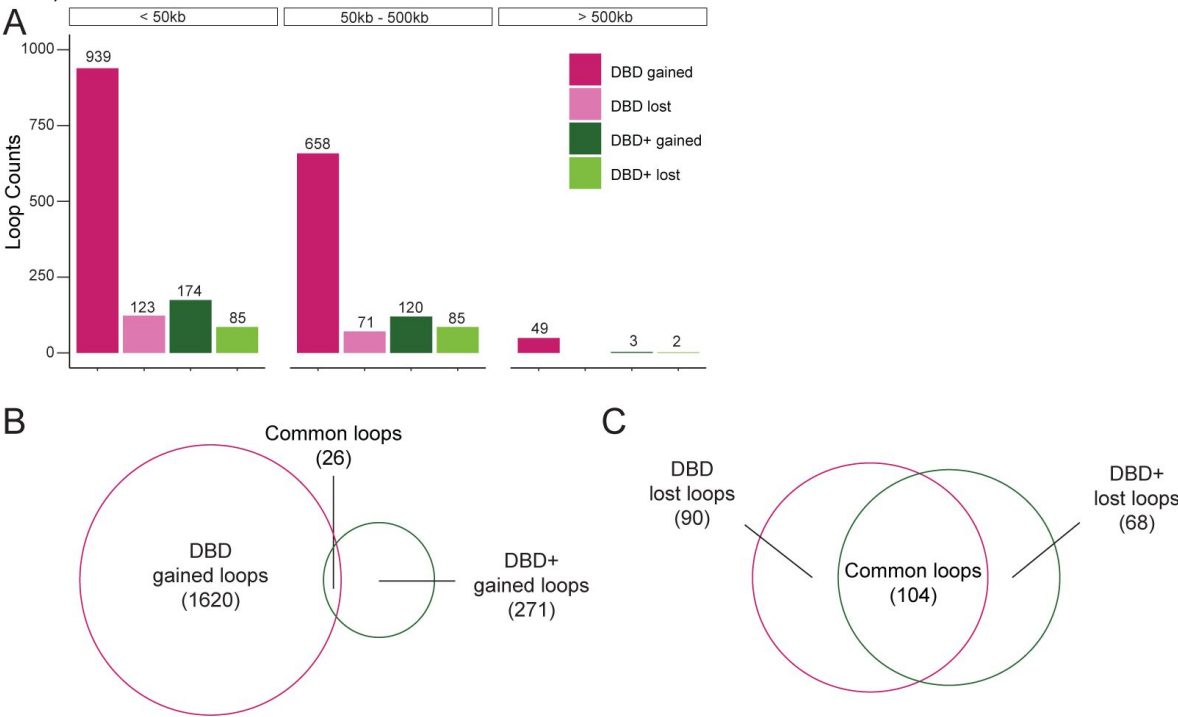 A
< 50kb
50kb - 500kb
> 500kb
Loop Counts
1000
750
500
250
0
939
123
174
85
658
71
120
85
49
3
2
DBD gained
DBD lost
DBD+ gained
DBD+ lost
B
Common loops
(26)
DBD
gained loops
(1620)
DBD+
gained loops
(271)
C
DBD
lost loops
(90)
Common loops
(104)
DBD+
lost loops
(68)